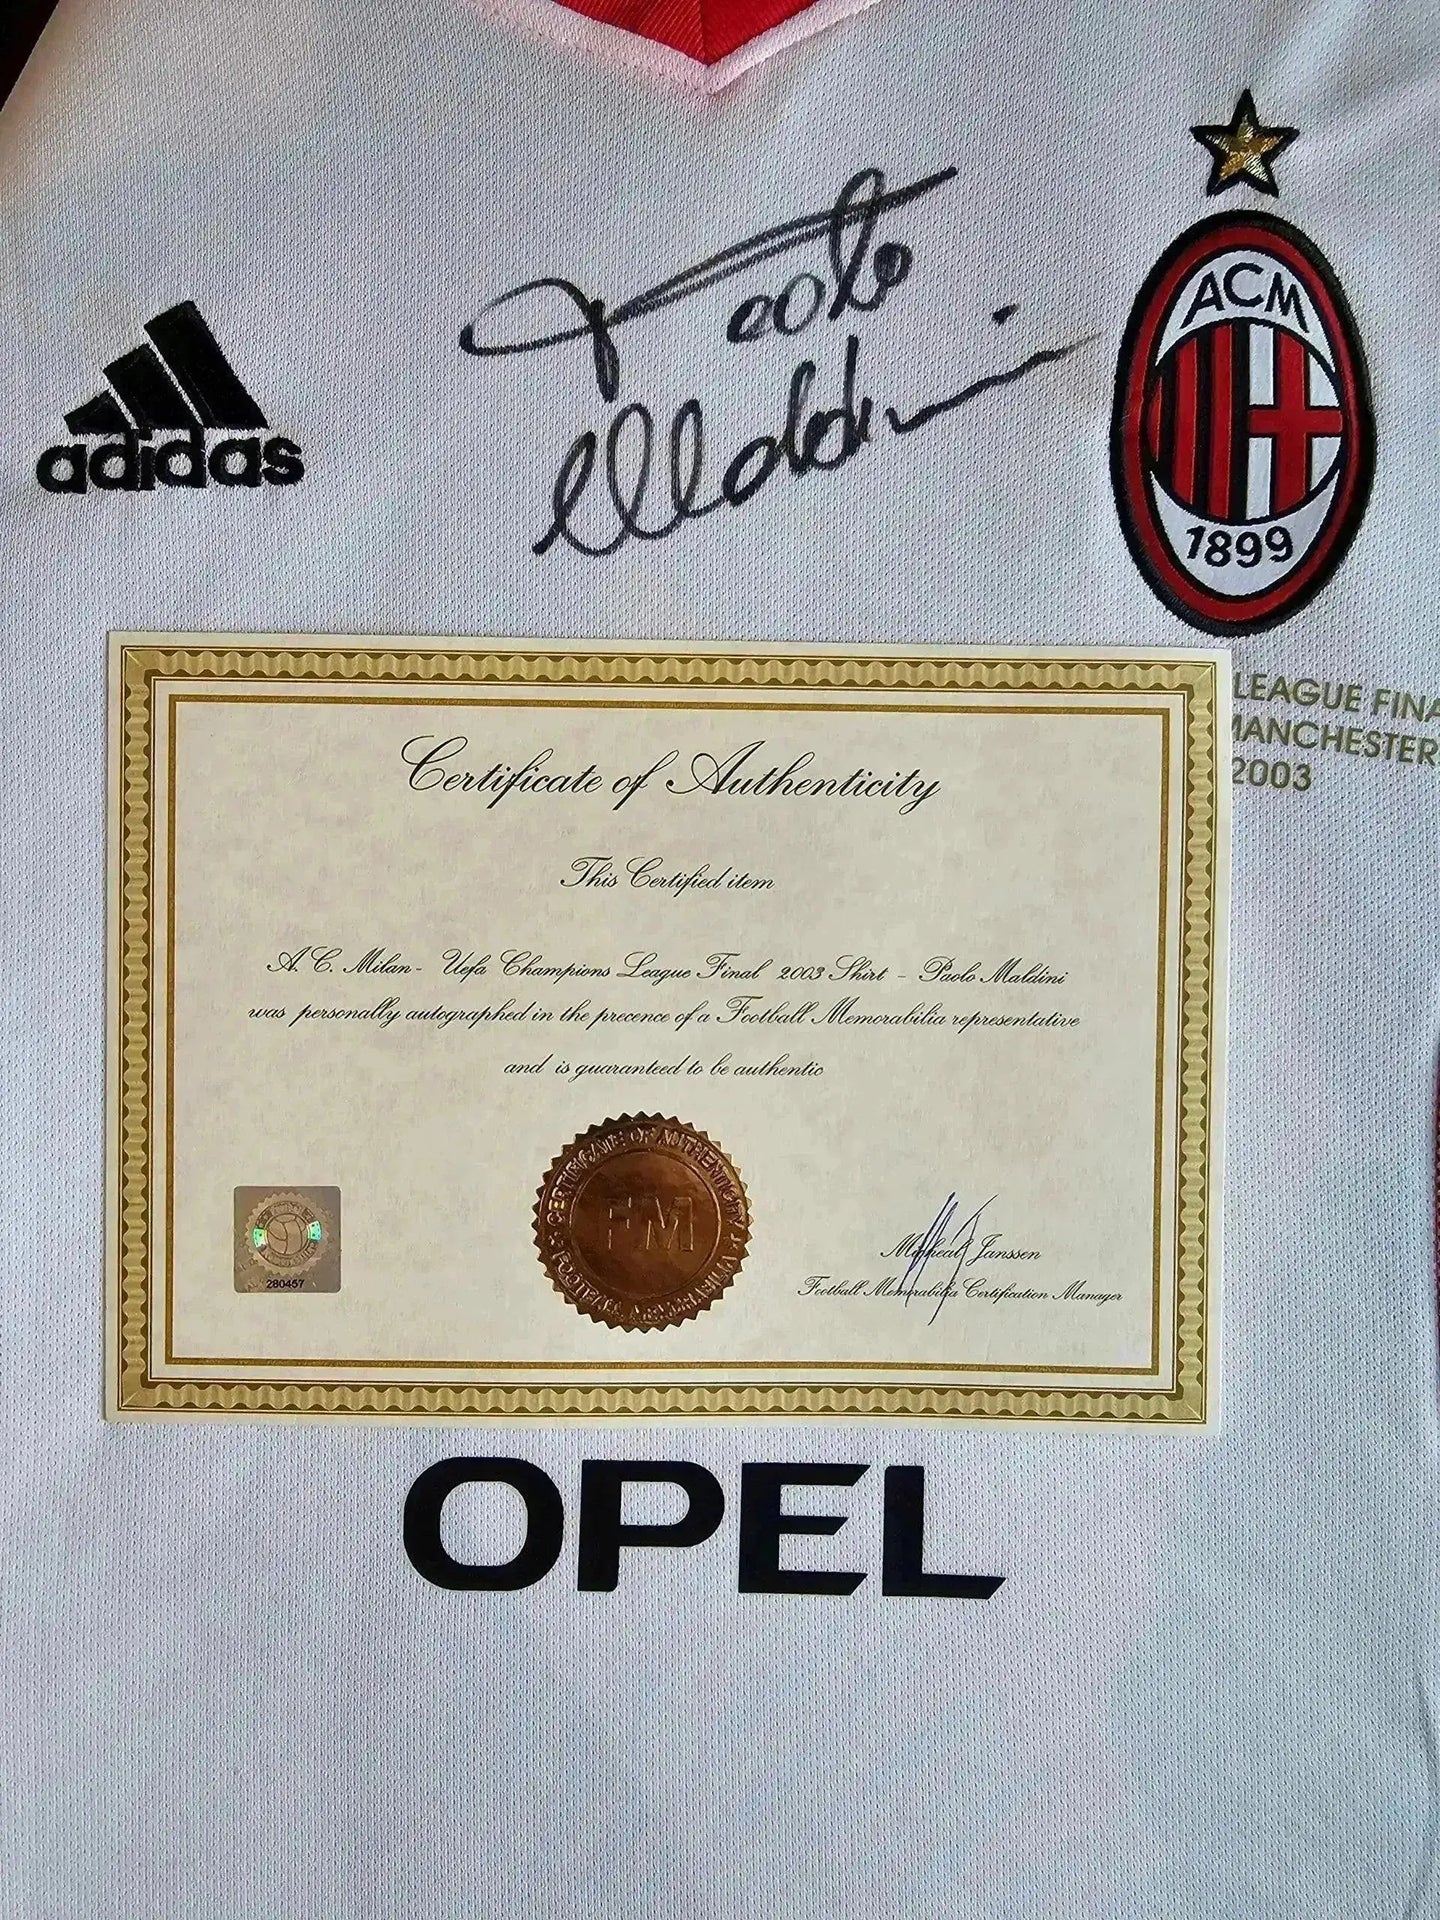 Paolo
Maldini
adidas
ACM
1899
LEAGUE FINA
MANCHESTER
2003
Certificate of Authenticity
This Certified item
A.C. Milan - Uefa Champions League Final 2003 Shirt - Paolo Maldini
was personally autographed in the precence of a Football Memorabilia representative
and is guaranteed to be authentic
CERTIFICATE OF AUTHENTICITY
FM
FOOTBALL MEMORABILIA
280457
Micheal Janssen
Football Memorabilia Certification Manager
OPEL